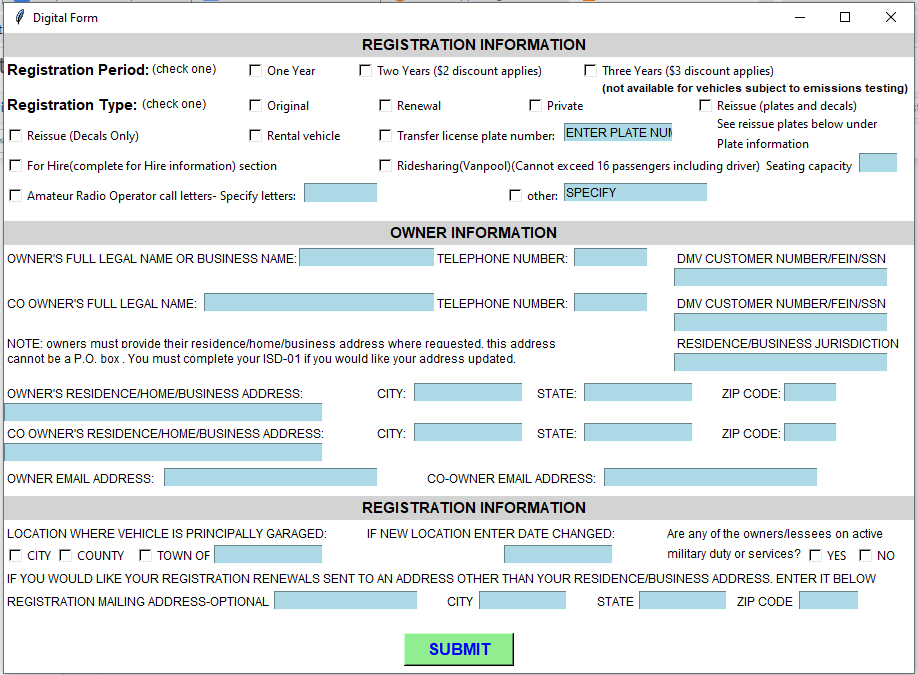 Digital Form
REGISTRATION INFORMATION
Registration Period: (check one) One Year Two Years ($2 discount applies) Three Years ($3 discount applies)
(not available for vehicles subject to emissions testing)
Registration Type: (check one) Original Renewal Private Reissue (plates and decals)
See reissue plates below under
Reissue (Decals Only) Rental vehicle Transfer license plate number: ENTER PLATE NUM
Plate information
For Hire(complete for Hire information) section Ridesharing(Vanpool)(Cannot exceed 16 passengers including driver) Seating capacity
Amateur Radio Operator call letters- Specify letters: other: SPECIFY
OWNER INFORMATION
OWNER'S FULL LEGAL NAME OR BUSINESS NAME: TELEPHONE NUMBER: DMV CUSTOMER NUMBER/FEIN/SSN
CO OWNER'S FULL LEGAL NAME: TELEPHONE NUMBER: DMV CUSTOMER NUMBER/FEIN/SSN
NOTE: owners must provide their residence/home/business address where requested, this address RESIDENCE/BUSINESS JURISDICTION
cannot be a P.O. box . You must complete your ISD-01 if you would like your address updated.
OWNER'S RESIDENCE/HOME/BUSINESS ADDRESS: CITY: STATE: ZIP CODE:
CO OWNER'S RESIDENCE/HOME/BUSINESS ADDRESS: CITY: STATE: ZIP CODE:
OWNER EMAIL ADDRESS: CO-OWNER EMAIL ADDRESS:
REGISTRATION INFORMATION
LOCATION WHERE VEHICLE IS PRINCIPALLY GARAGED: IF NEW LOCATION ENTER DATE CHANGED: Are any of the owners/lessees on active
CITY COUNTY TOWN OF military duty or services? YES NO
IF YOU WOULD LIKE YOUR REGISTRATION RENEWALS SENT TO AN ADDRESS OTHER THAN YOUR RESIDENCE/BUSINESS ADDRESS. ENTER IT BELOW
REGISTRATION MAILING ADDRESS-OPTIONAL CITY STATE ZIP CODE
SUBMIT